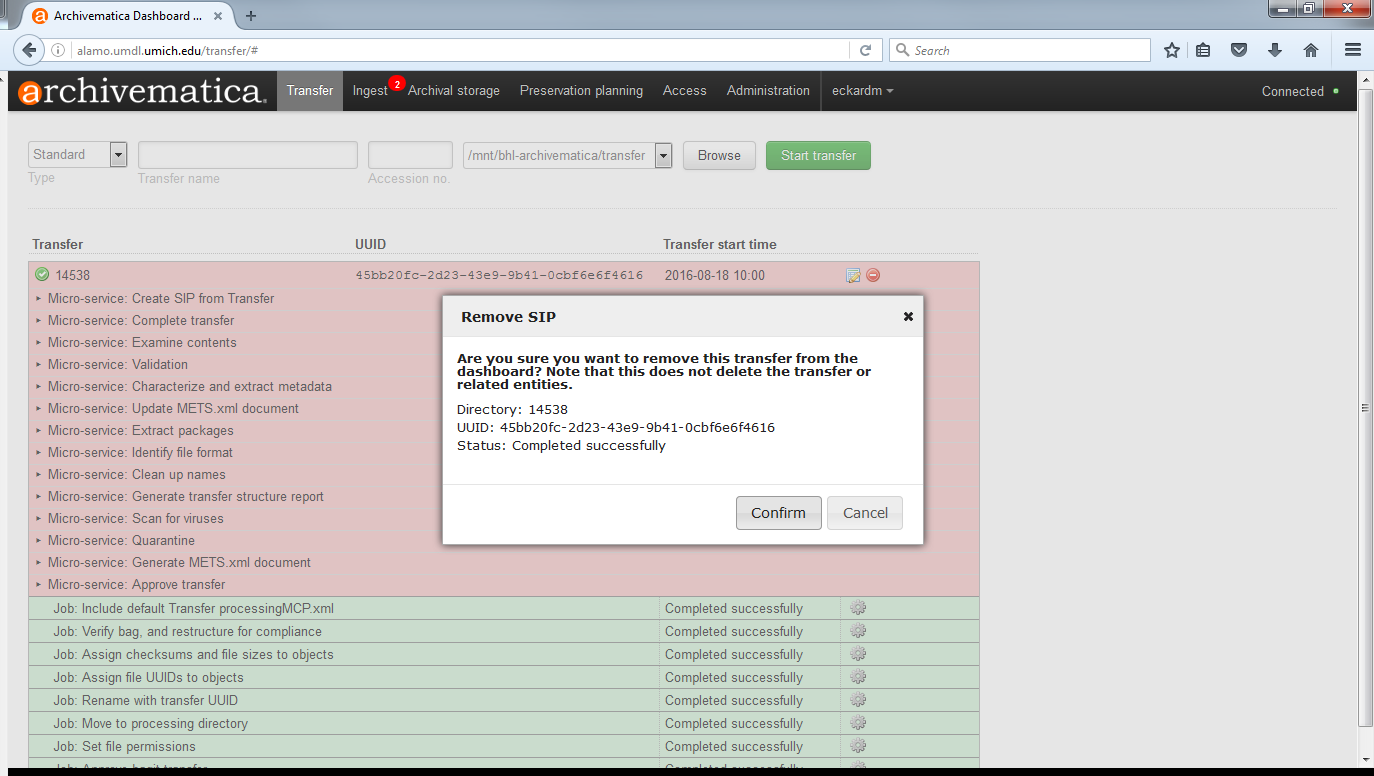 Archivematica Dashboard ...
alamo.umdl.umich.edu/transfer/#
Search
archivematica.
Transfer
Ingest
2
Archival storage
Preservation planning
Access
Administration
eckardm
Connected
Standard
/mnt/bhl-archivematica/transfer
Browse
Start transfer
Type
Transfer name
Accession no.
Transfer UUID Transfer start time
14538 45bb20fc-2d23-43e9-9b41-0cbf6e6f4616 2016-08-18 10:00
Micro-service: Create SIP from Transfer
Micro-service: Complete transfer
Micro-service: Examine contents
Micro-service: Validation
Micro-service: Characterize and extract metadata
Micro-service: Update METS.xml document
Micro-service: Extract packages
Micro-service: Identify file format
Micro-service: Clean up names
Micro-service: Generate transfer structure report
Micro-service: Scan for viruses
Micro-service: Quarantine
Micro-service: Generate METS.xml document
Micro-service: Approve transfer
Remove SIP
Are you sure you want to remove this transfer from the
dashboard? Note that this does not delete the transfer or
related entities.
Directory: 14538
UUID: 45bb20fc-2d23-43e9-9b41-0cbf6e6f4616
Status: Completed successfully
Confirm
Cancel
Job: Include default Transfer processingMCP.xml Completed successfully
Job: Verify bag, and restructure for compliance Completed successfully
Job: Assign checksums and file sizes to objects Completed successfully
Job: Assign file UUIDs to objects Completed successfully
Job: Rename with transfer UUID Completed successfully
Job: Move to processing directory Completed successfully
Job: Set file permissions Completed successfully
Job: Approve bagit transfer Completed successfully